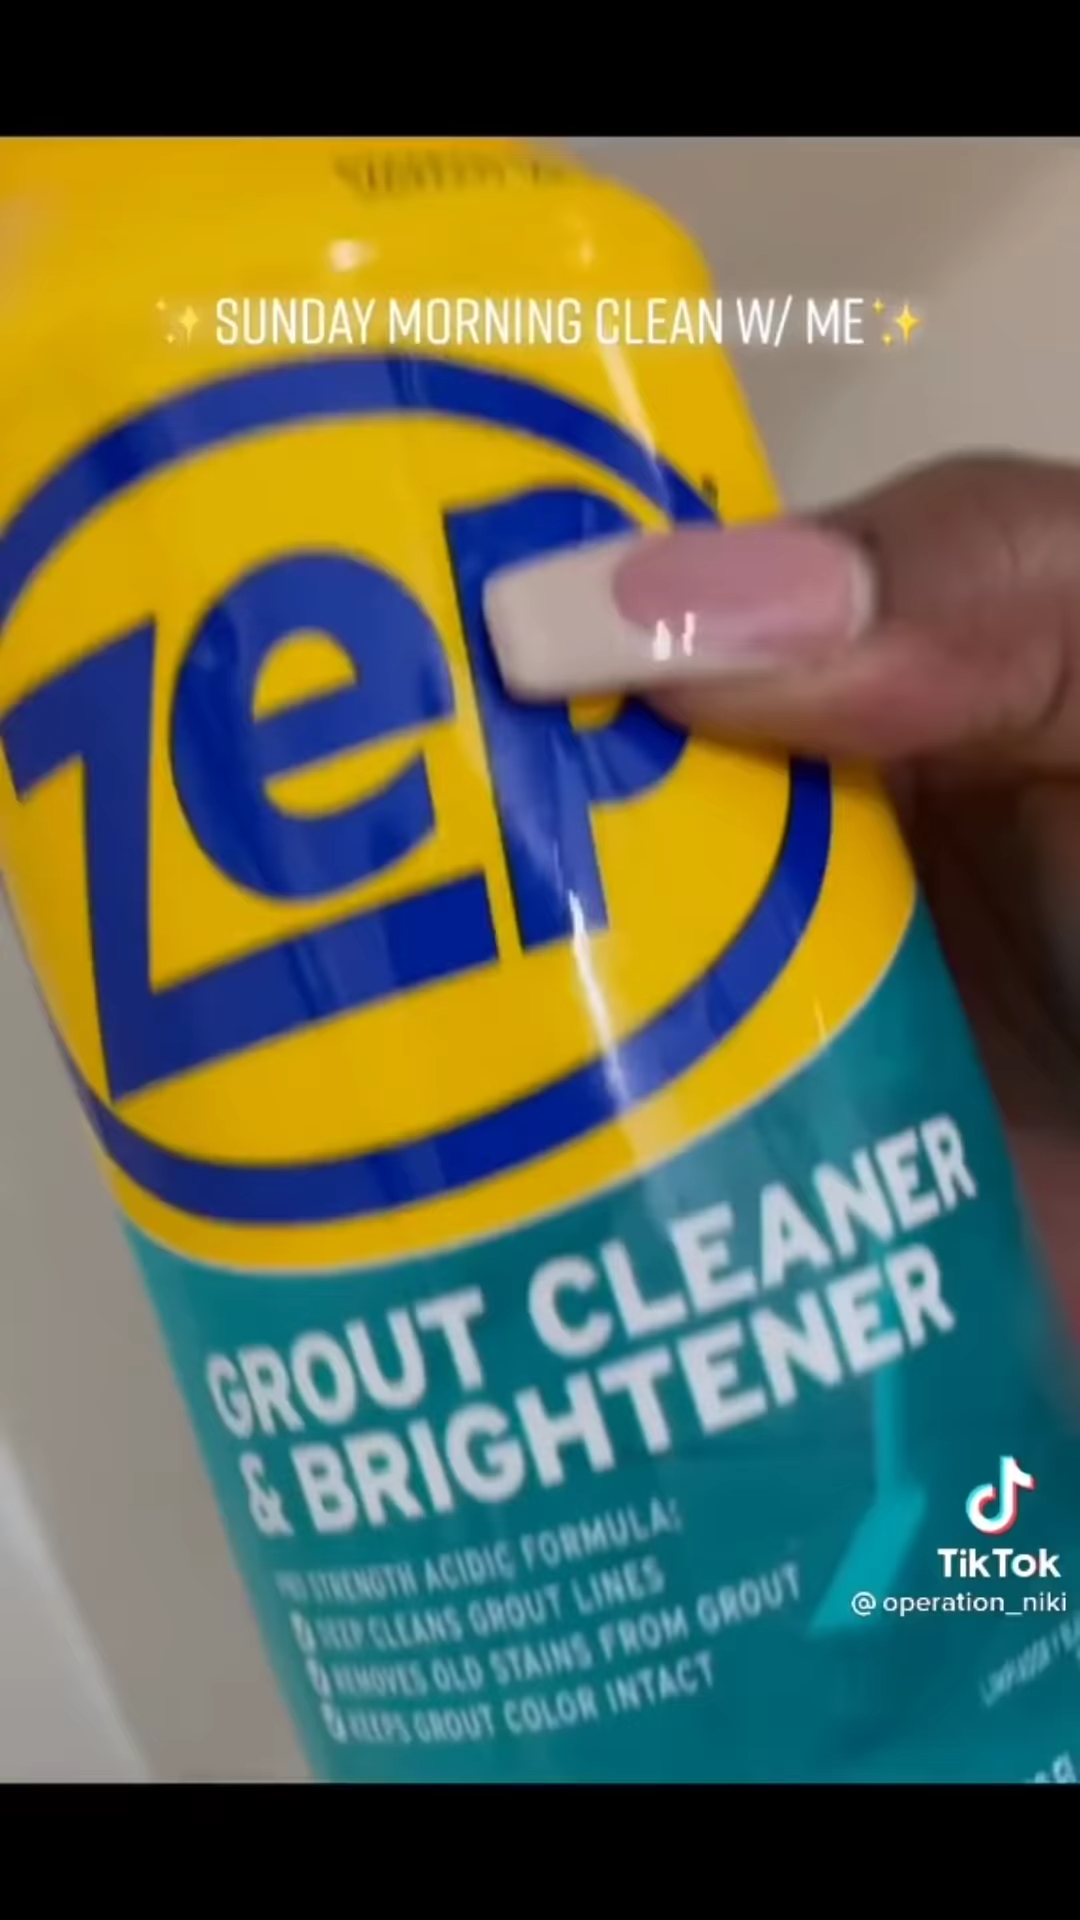 ✨ SUNDAY MORNING CLEAN W/ ME ✨
zep
GROUT CLEANER
& BRIGHTENER
STRENGTH ACIDIC FORMULA:
DEEP CLEANS GROUT LINES
REMOVES OLD STAINS FROM GROUT
KEEPS GROUT COLOR INTACT
TikTok
@operation_niki